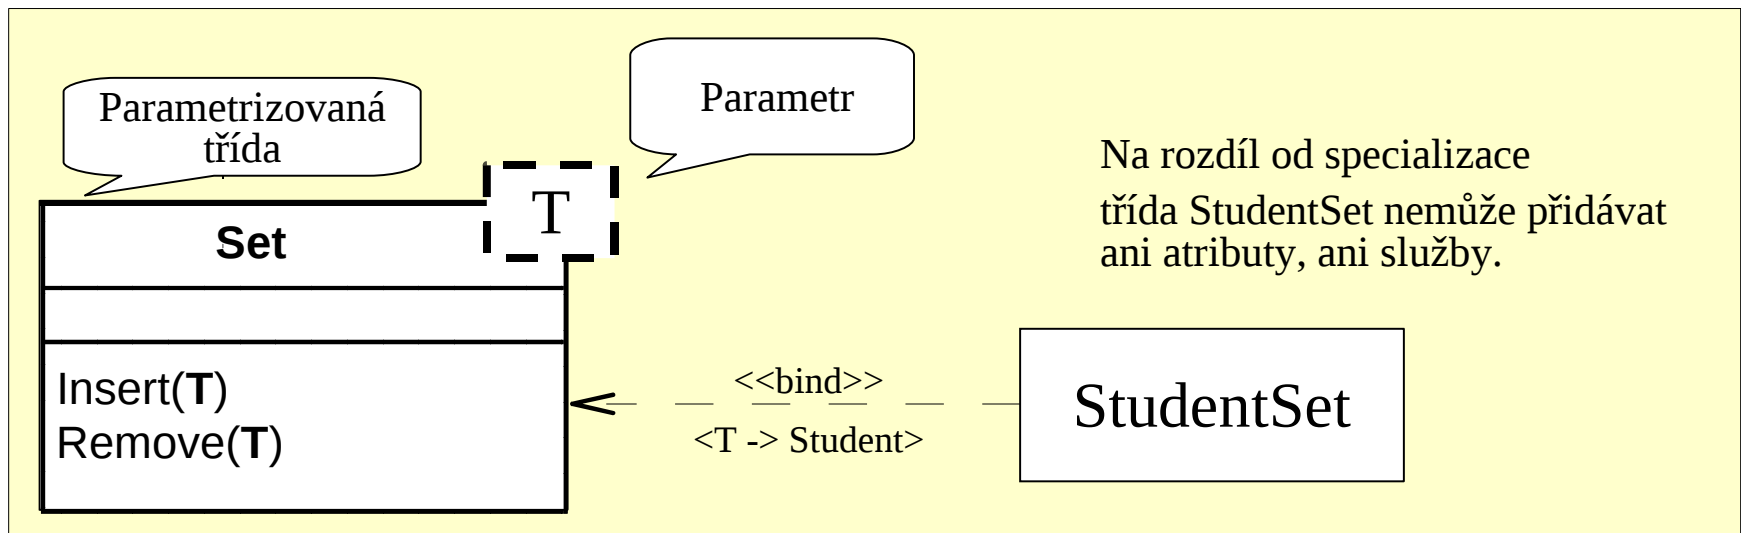 Parametrizovaná
třída
Parametr
T
Set
Insert(T)
Remove(T)
<<bind>>
<T -> Student>
StudentSet
Na rozdíl od specializace
třída StudentSet nemůže přidávat
ani atributy, ani služby.